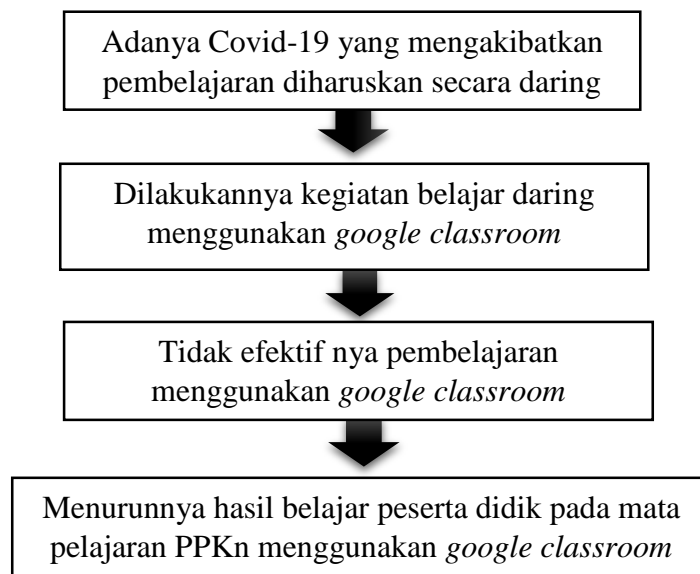 Adanya Covid-19 yang mengakibatkan
pembelajaran diharuskan secara daring
Dilakukannya kegiatan belajar daring
menggunakan google classroom
Tidak efektif nya pembelajaran
menggunakan google classroom
Menurunnya hasil belajar peserta didik pada mata
pelajaran PPKn menggunakan google classroom